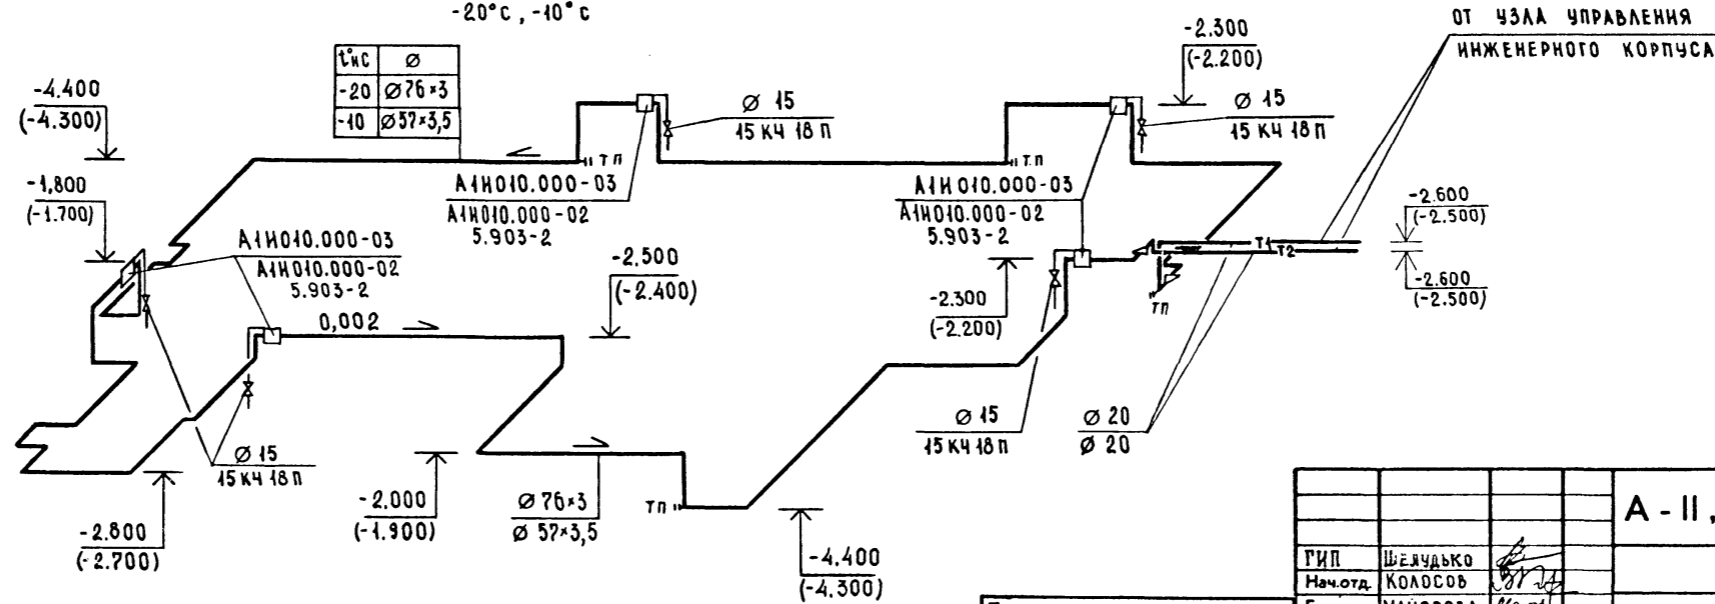 -20°С, -10°С
ОТ УЗЛА УПРАВЛЕНИЯ
ИНЖЕНЕРНОГО КОРПУСА
t°нС Ø
-20 Ø76×3
-10 Ø57×3,5
-4.400
(-4.300)
Ø 15
15 КЧ 18П
-2.300
(-2.200)
Ø 15
15 КЧ 18П
ТП
ТП
-1,800
(-1.700)
А1Н010.000-03
А1Н010.000-02
5.903-2
А1Н010.000-03
А1Н010.000-02
5.903-2
А1Н010.000-03
А1Н010.000-02
5.903-2
-2.600
(-2.500)
Т1
Т2
-2.600
(-2.500)
-2.500
(-2.400)
-2.300
(-2.200)
ТП
0,002
Ø 15
15 КЧ 18П
Ø 20
Ø 20
Ø 15
15 КЧ 18П
-2.000
(-1.900)
Ø 76×3
Ø 57×3,5
ТП
-2.800
(-2.700)
-4.400
(-4.300)
А - II,
ГИП ШЕЛУДЬКО
Нач.отд. КОЛОСОВ